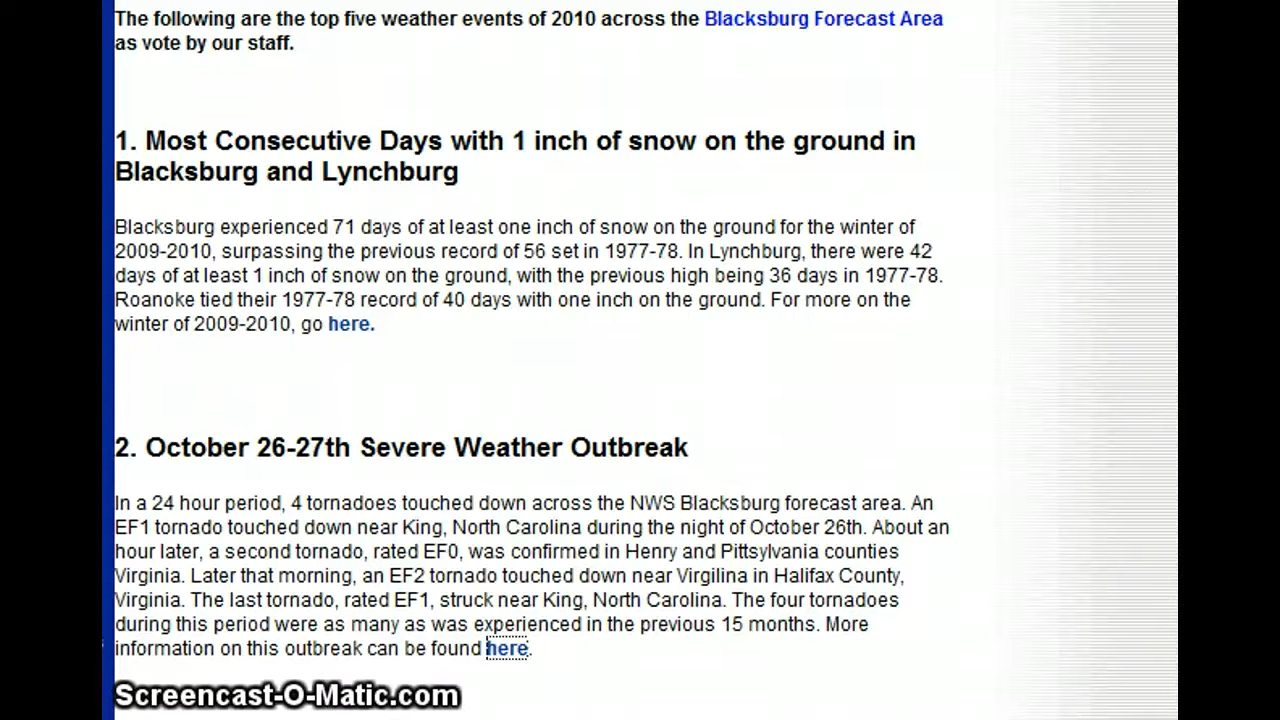 The following are the top five weather events of 2010 across the Blacksburg Forecast Area
as vote by our staff.
1. Most Consecutive Days with 1 inch of snow on the ground in
Blacksburg and Lynchburg
Blacksburg experienced 71 days of at least one inch of snow on the ground for the winter of
2009-2010, surpassing the previous record of 56 set in 1977-78. In Lynchburg, there were 42
days of at least 1 inch of snow on the ground, with the previous high being 36 days in 1977-78.
Roanoke tied their 1977-78 record of 40 days with one inch on the ground. For more on the
winter of 2009-2010, go here.
2. October 26-27th Severe Weather Outbreak
In a 24 hour period, 4 tornadoes touched down across the NWS Blacksburg forecast area. An
EF1 tornado touched down near King, North Carolina during the night of October 26th. About an
hour later, a second tornado, rated EF0, was confirmed in Henry and Pittsylvania counties
Virginia. Later that morning, an EF2 tornado touched down near Virgilina in Halifax County,
Virginia. The last tornado, rated EF1, struck near King, North Carolina. The four tornadoes
during this period were as many as was experienced in the previous 15 months. More
information on this outbreak can be found here.
Screencast-O-Matic.com